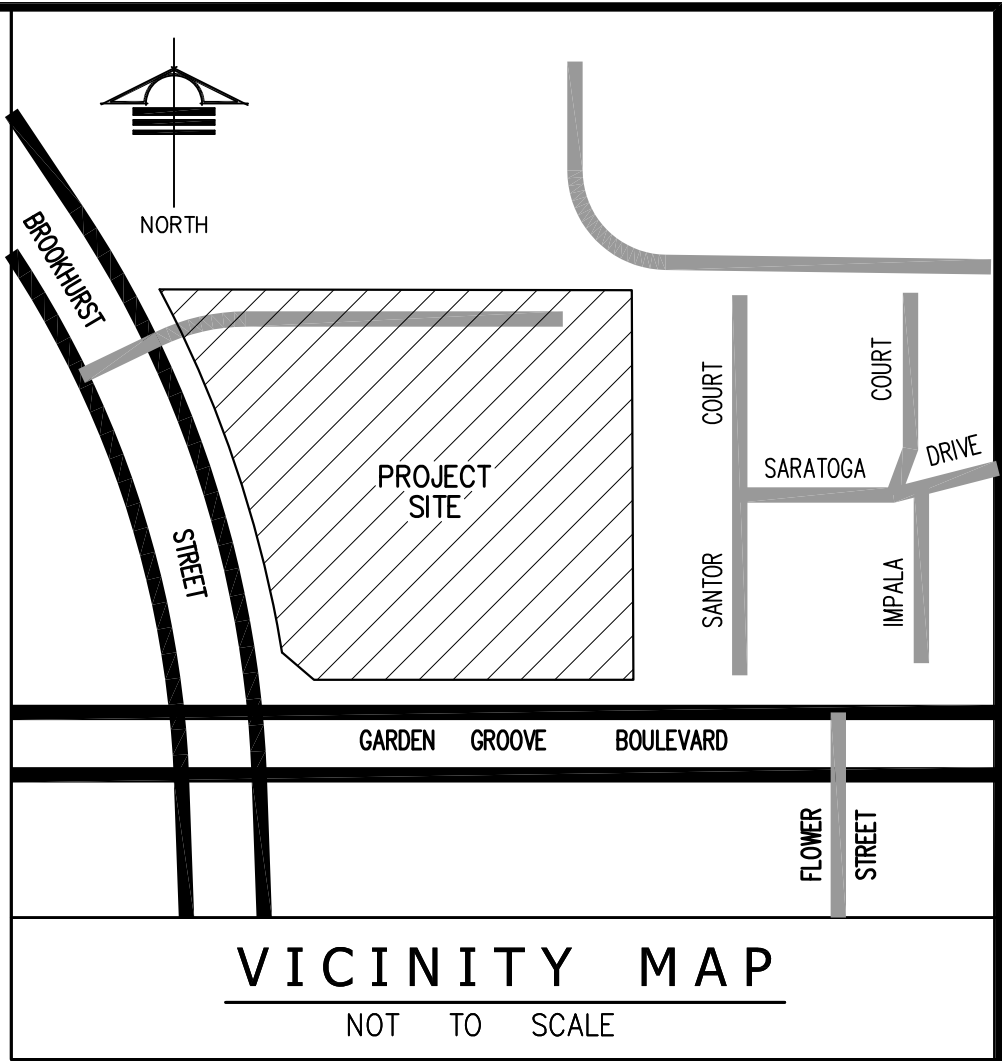 NORTH
BROOKHURST
STREET
PROJECT
SITE
COURT
COURT
SARATOGA DRIVE
SANTOR
IMPALA
GARDEN GROOVE BOULEVARD
FLOWER
STREET
VICINITY MAP
NOT TO SCALE